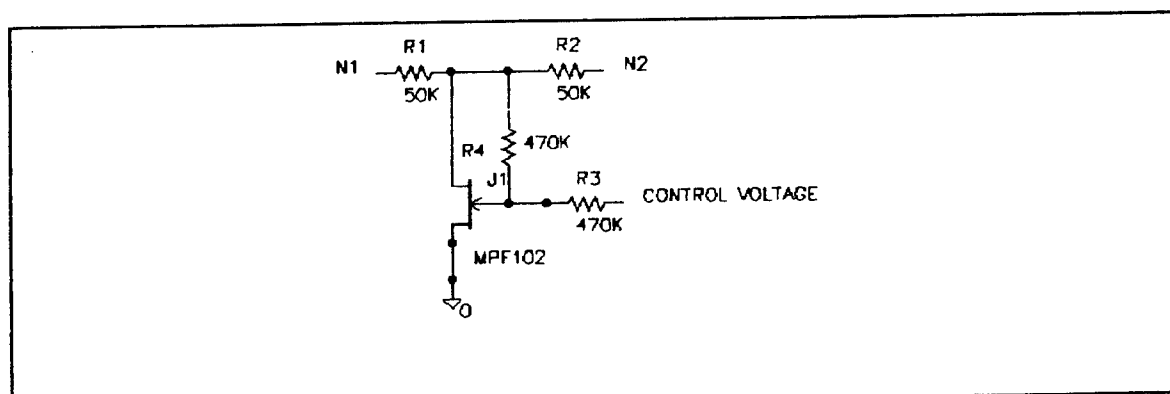 R1
R2
N1
N2
50K
50K
R4
470K
J1
R3
CONTROL VOLTAGE
470K
MPF102
0